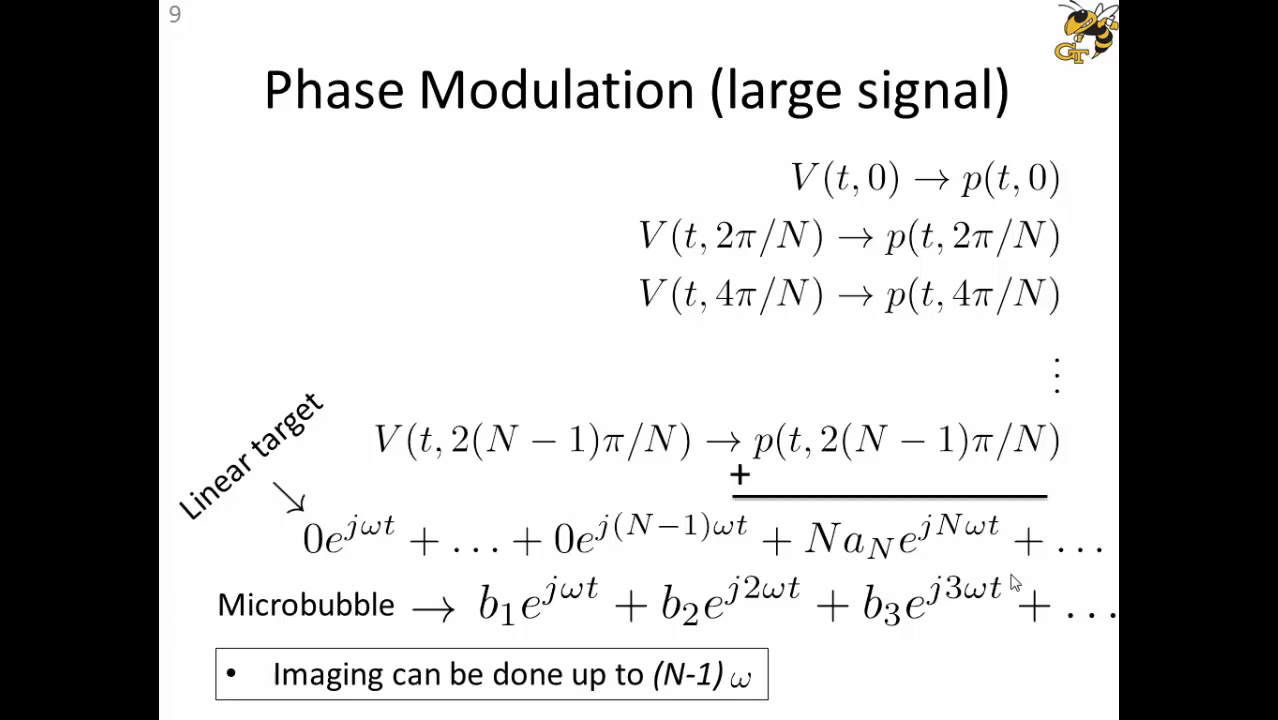 9
GT
Phase Modulation (large signal)
V(t, 0) → p(t, 0)
V(t, 2π/N) → p(t, 2π/N)
V(t, 4π/N) → p(t, 4π/N)
⋮
V(t, 2(N − 1)π/N) → p(t, 2(N − 1)π/N)
+
Linear target
0e^{jωt} + … + 0e^{j(N−1)ωt} + Na_N e^{jNωt} + …
Microbubble → b_1e^{jωt} + b_2e^{j2ωt} + b_3e^{j3ωt} + …
• Imaging can be done up to (N-1) ω